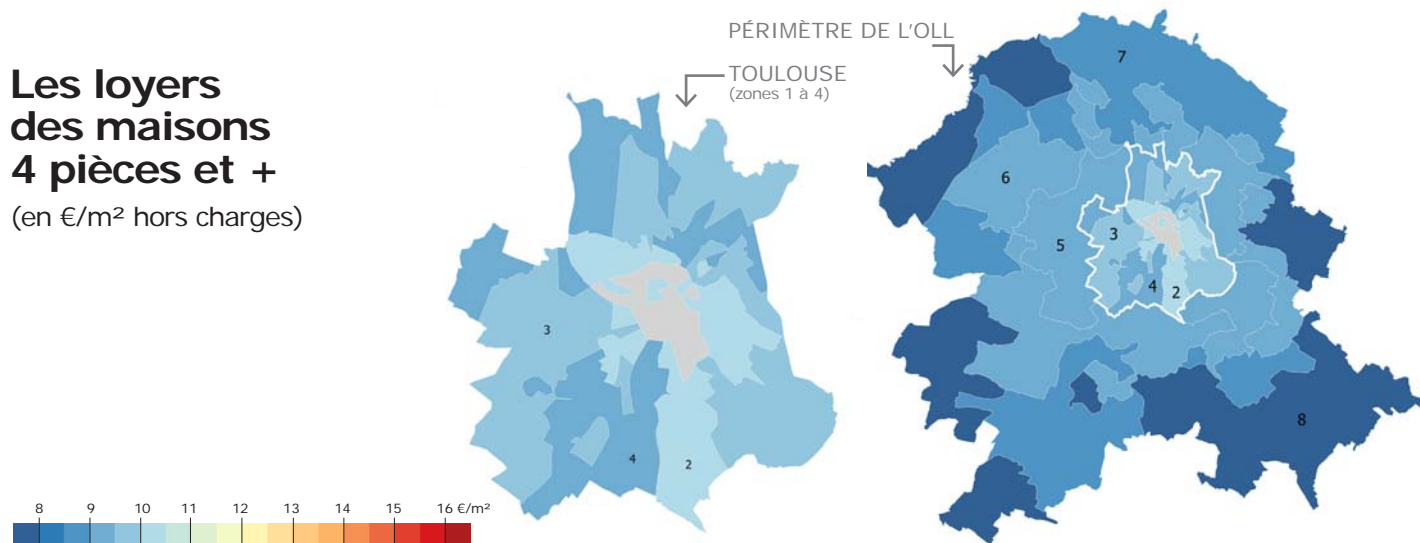 Les loyers
des maisons
4 pièces et +
(en €/m² hors charges)
PÉRIMÈTRE DE L'OLL
TOULOUSE
(zones 1 à 4)
3
4
2
7
6
5
3
4
2
8
8 9 10 11 12 13 14 15 16 €/m²